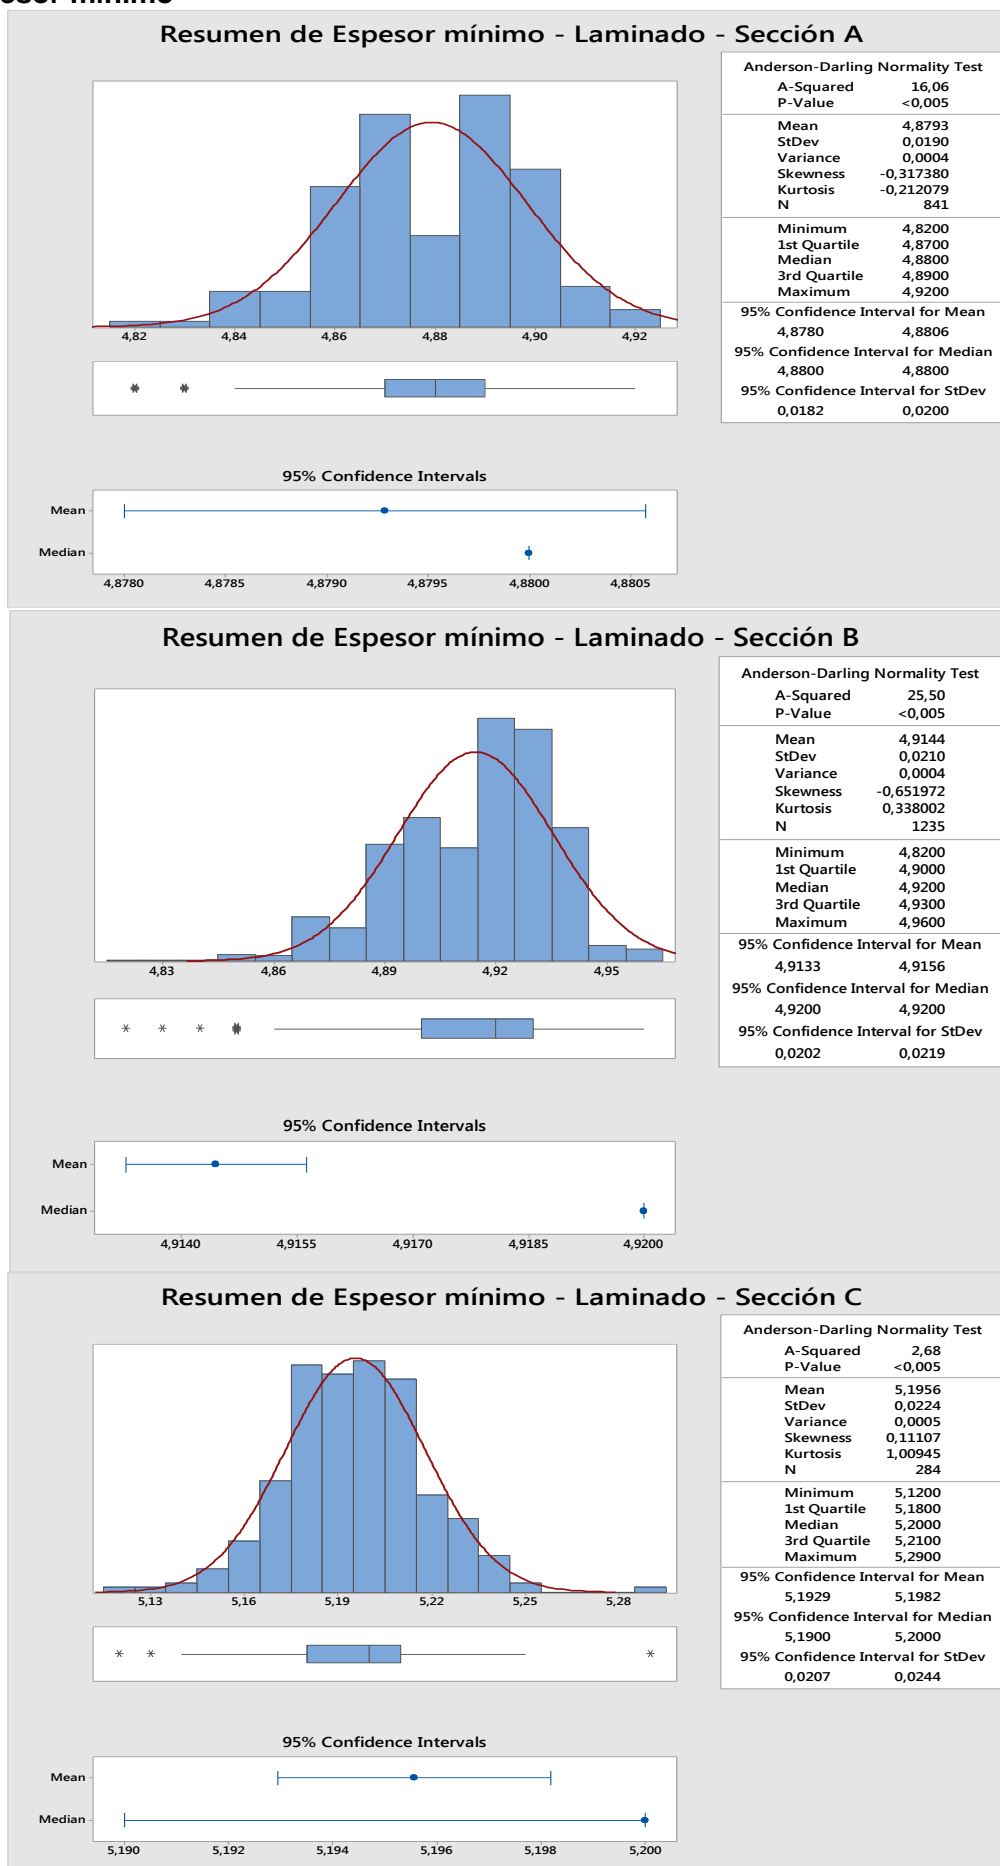 Resumen de Espesor mínimo - Laminado - Sección A
Anderson-Darling Normality Test
A-Squared 16,06
P-Value <0,005
Mean 4,8793
StDev 0,0190
Variance 0,0004
Skewness -0,317380
Kurtosis -0,212079
N 841
Minimum 4,8200
1st Quartile 4,8700
Median 4,8800
3rd Quartile 4,8900
Maximum 4,9200
95% Confidence Interval for Mean
4,8780 4,8806
95% Confidence Interval for Median
4,8800 4,8800
95% Confidence Interval for StDev
0,0182 0,0200
4,82 4,84 4,86 4,88 4,90 4,92
95% Confidence Intervals
Mean
Median
4,8780 4,8785 4,8790 4,8795 4,8800 4,8805
Resumen de Espesor mínimo - Laminado - Sección B
Anderson-Darling Normality Test
A-Squared 25,50
P-Value <0,005
Mean 4,9144
StDev 0,0210
Variance 0,0004
Skewness -0,651972
Kurtosis 0,338002
N 1235
Minimum 4,8200
1st Quartile 4,9000
Median 4,9200
3rd Quartile 4,9300
Maximum 4,9600
95% Confidence Interval for Mean
4,9133 4,9156
95% Confidence Interval for Median
4,9200 4,9200
95% Confidence Interval for StDev
0,0202 0,0219
4,83 4,86 4,89 4,92 4,95
95% Confidence Intervals
Mean
Median
4,9140 4,9155 4,9170 4,9185 4,9200
Resumen de Espesor mínimo - Laminado - Sección C
Anderson-Darling Normality Test
A-Squared 2,68
P-Value <0,005
Mean 5,1956
StDev 0,0224
Variance 0,0005
Skewness 0,11107
Kurtosis 1,00945
N 284
Minimum 5,1200
1st Quartile 5,1800
Median 5,2000
3rd Quartile 5,2100
Maximum 5,2900
95% Confidence Interval for Mean
5,1929 5,1982
95% Confidence Interval for Median
5,1900 5,2000
95% Confidence Interval for StDev
0,0207 0,0244
5,13 5,16 5,19 5,22 5,25 5,28
95% Confidence Intervals
Mean
Median
5,190 5,192 5,194 5,196 5,198 5,200